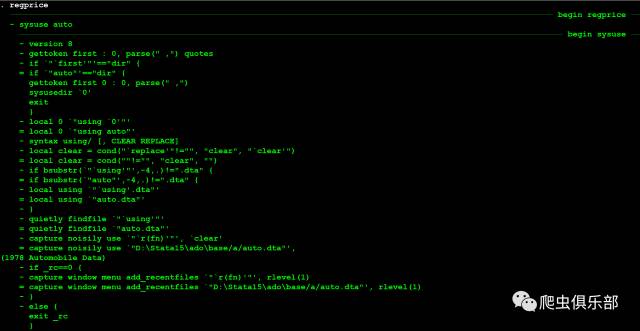 . regprice
begin regprice
- sysuse auto
begin sysuse
- version 8
- gettoken first : 0, parse(" ,") quotes
- if `"`first'"'=="dir" {
= if `"auto"'=="dir" {
gettoken first 0 : 0, parse(" ,")
sysusedir `0'
exit
}
- local 0 `"using `0'"'
= local 0 `"using auto"'
- syntax using/ [, CLEAR REPLACE]
- local clear = cond("`replace'"!="", "clear", "`clear'")
= local clear = cond(""!="", "clear", "")
- if bsubstr(`"`using'"',-4,.)!=".dta" {
= if bsubstr(`"auto"',-4,.)!=".dta" {
- local using `"`using'.dta"'
= local using `"auto.dta"'
- }
- quietly findfile `"`using'"'
= quietly findfile `"auto.dta"'
- capture noisily use `"`r(fn)'"', `clear'
= capture noisily use `"D:\Stata15\ado\base/a/auto.dta"',
(1978 Automobile Data)
- if _rc==0 {
- capture window menu add_recentfiles `"`r(fn)'"', rlevel(1)
= capture window menu add_recentfiles `"D:\Stata15\ado\base/a/auto.dta"', rlevel(1)
- }
- else {
exit _rc
}
爬虫俱乐部